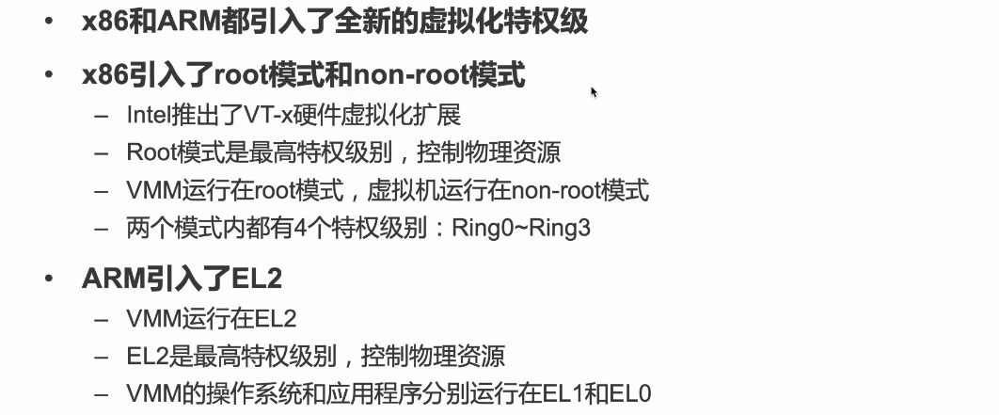 • x86和ARM都引入了全新的虚拟化特权级
• x86引入了root模式和non-root模式
– Intel推出了VT-x硬件虚拟化扩展
– Root模式是最高特权级别，控制物理资源
– VMM运行在root模式，虚拟机运行在non-root模式
– 两个模式内都有4个特权级别：Ring0~Ring3
• ARM引入了EL2
– VMM运行在EL2
– EL2是最高特权级别，控制物理资源
– VMM的操作系统和应用程序分别运行在EL1和EL0